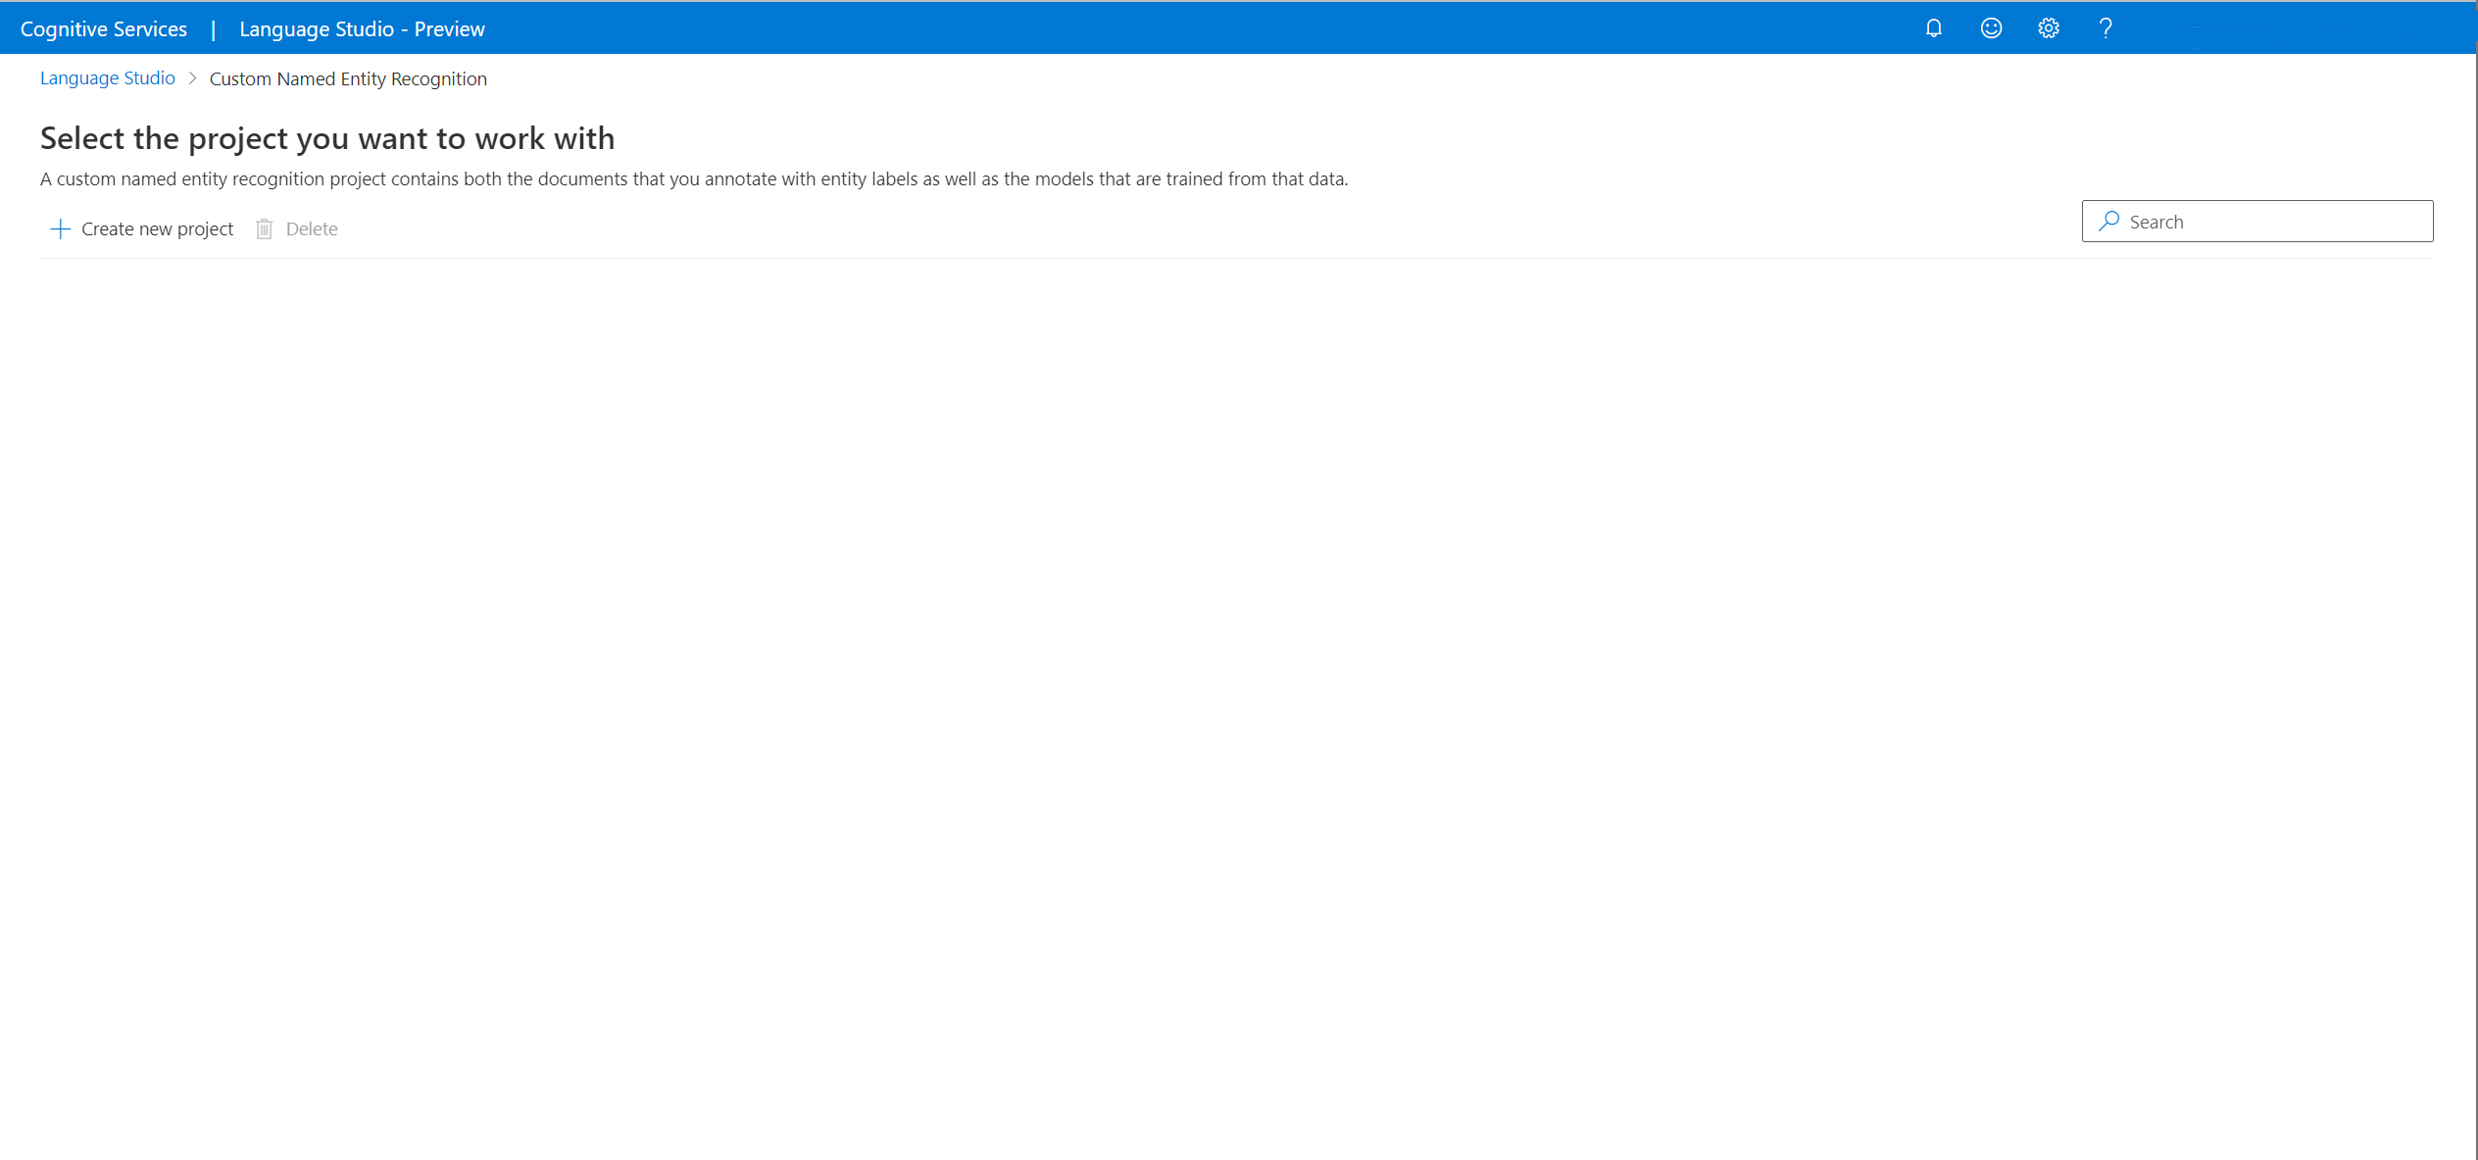 Cognitive Services | Language Studio - Preview
Language Studio > Custom Named Entity Recognition
Select the project you want to work with
A custom named entity recognition project contains both the documents that you annotate with entity labels as well as the models that are trained from that data.
Create new project Delete
Search